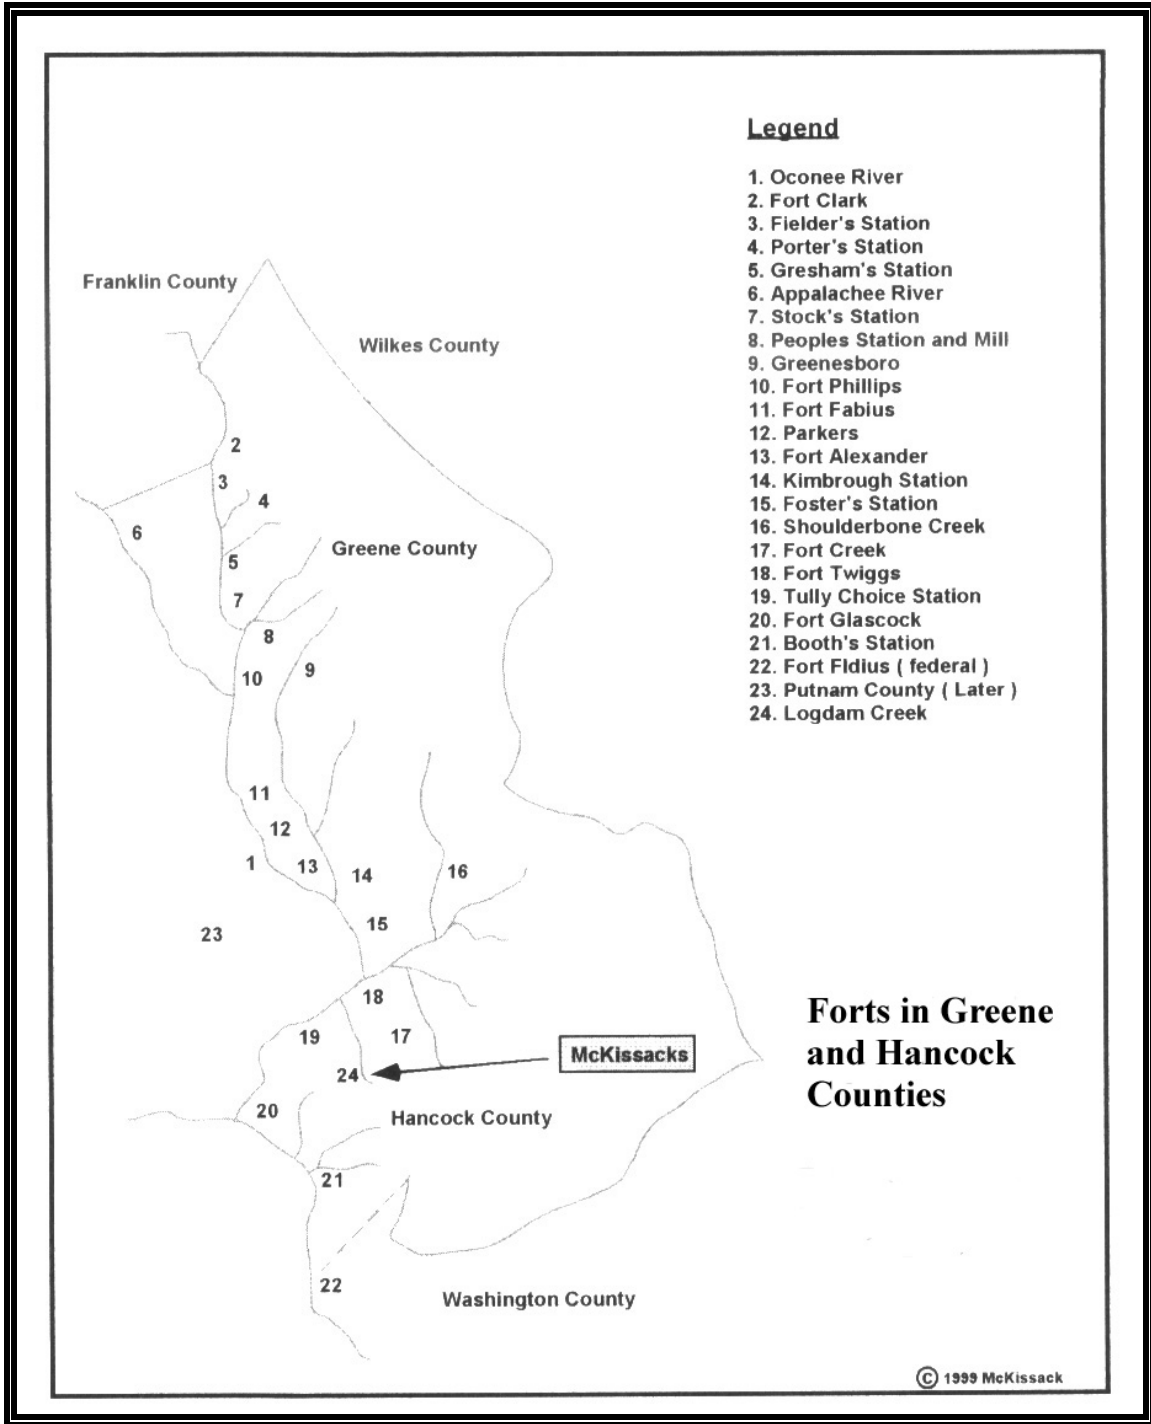 Legend
1. Oconee River
2. Fort Clark
3. Fielder's Station
4. Porter's Station
5. Gresham's Station
6. Appalachee River
7. Stock's Station
8. Peoples Station and Mill
9. Greenesboro
10. Fort Phillips
11. Fort Fabius
12. Parkers
13. Fort Alexander
14. Kimbrough Station
15. Foster's Station
16. Shoulderbone Creek
17. Fort Creek
18. Fort Twiggs
19. Tully Choice Station
20. Fort Glascock
21. Booth's Station
22. Fort Fldius ( federal )
23. Putnam County ( Later )
24. Logdam Creek
Franklin County
Wilkes County
2
3
4
6
Greene County
5
7
8
9
10
11
12
1
13
14
16
15
23
18
19
17
McKissacks
24
20
Hancock County
21
22
Washington County
Forts in Greene
and Hancock
Counties
© 1999 McKissack